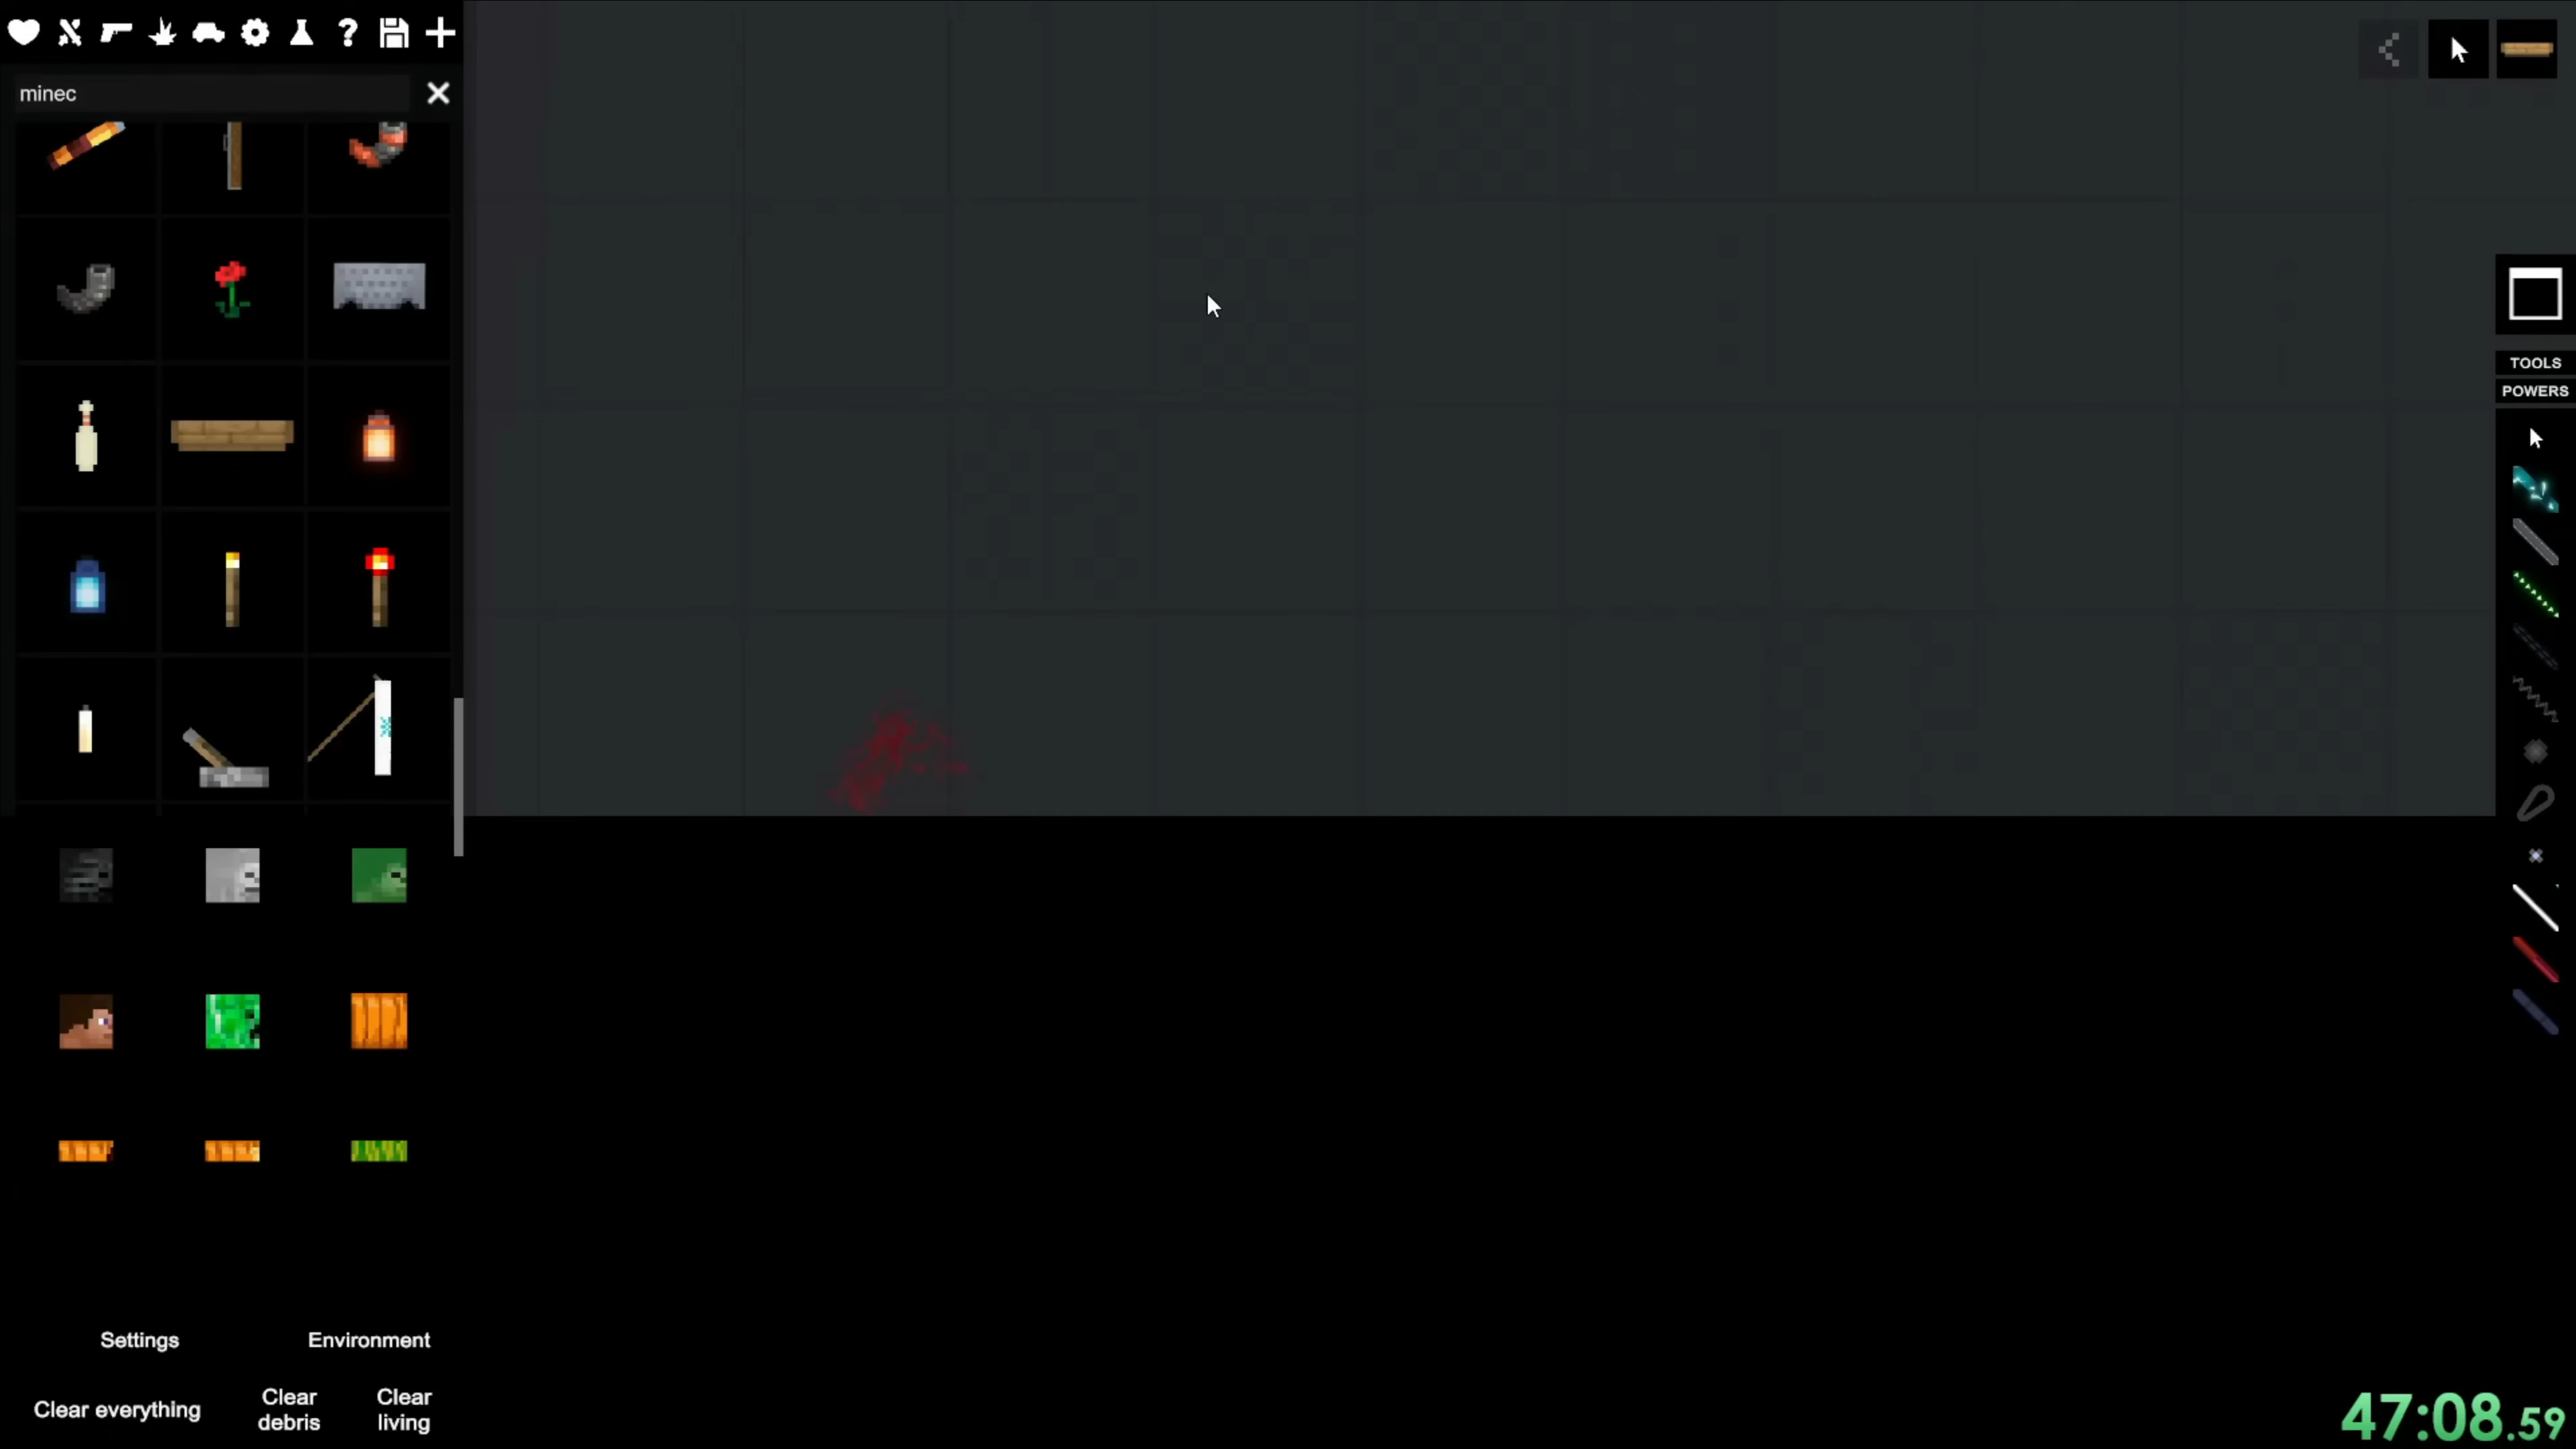 minec
TOOLS
POWERS
Settings
Environment
Clear everything
Clear debris
Clear living
47:08.59